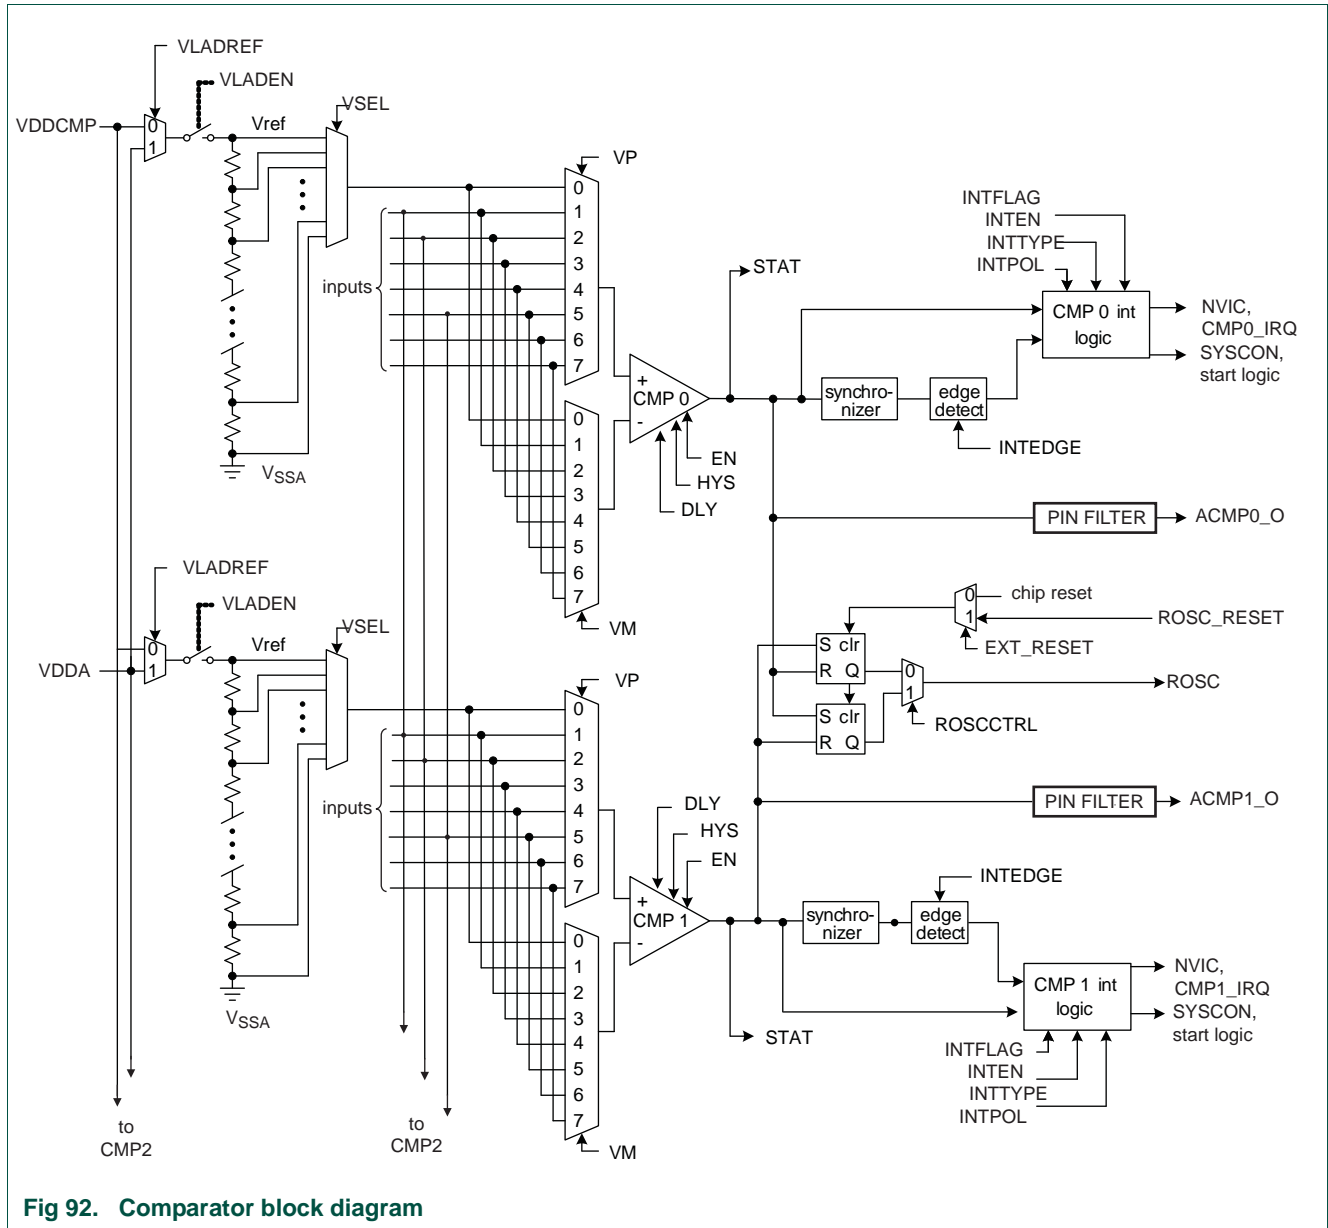 VLADREF
VLADEN
VDDCMP
0
1
Vref
VSEL
VP
0
1
2
3
4
5
6
7
inputs
VSSA
+
CMP 0
-
0
1
2
3
4
5
6
7
VM
EN
HYS
DLY
STAT
INTFLAG
INTEN
INTTYPE
INTPOL
CMP 0 int
logic
NVIC,
CMP0_IRQ
SYSCON,
start logic
synchro-
nizer
edge
detect
INTEDGE
PIN FILTER
ACMP0_O
0
1
chip reset
ROSC_RESET
EXT_RESET
S clr
R Q
0
1
ROSC
S clr
R Q
ROSCCTRL
PIN FILTER
ACMP1_O
VLADREF
VLADEN
VDDA
0
1
Vref
VSEL
VP
0
1
2
3
4
5
6
7
inputs
VSSA
DLY
HYS
EN
+
CMP 1
-
0
1
2
3
4
5
6
7
VM
STAT
synchro-
nizer
edge
detect
INTEDGE
CMP 1 int
logic
NVIC,
CMP1_IRQ
SYSCON,
start logic
INTFLAG
INTEN
INTTYPE
INTPOL
to
CMP2
to
CMP2
Fig 92. Comparator block diagram